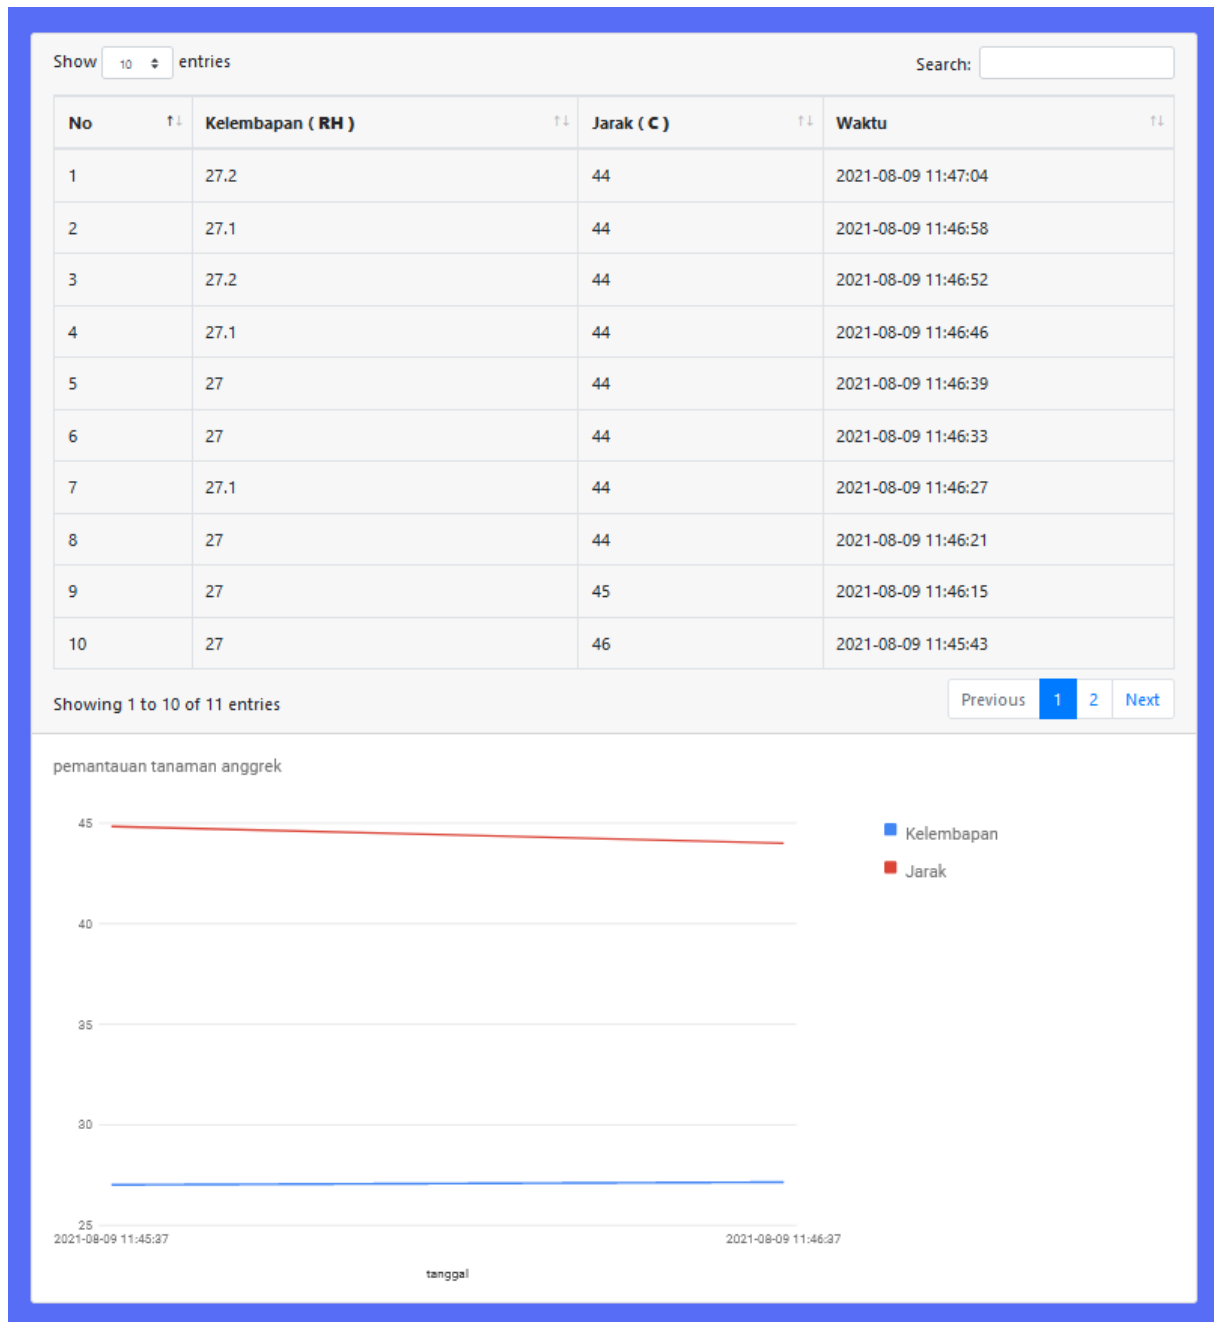 Show 10 entries Search:
No Kelembapan ( RH ) Jarak ( C ) Waktu
1 27.2 44 2021-08-09 11:47:04
2 27.1 44 2021-08-09 11:46:58
3 27.2 44 2021-08-09 11:46:52
4 27.1 44 2021-08-09 11:46:46
5 27 44 2021-08-09 11:46:39
6 27 44 2021-08-09 11:46:33
7 27.1 44 2021-08-09 11:46:27
8 27 44 2021-08-09 11:46:21
9 27 45 2021-08-09 11:46:15
10 27 46 2021-08-09 11:45:43
Showing 1 to 10 of 11 entries Previous 1 2 Next
pemantauan tanaman anggrek
45
Kelembapan
Jarak
40
35
30
25
2021-08-09 11:45:37 2021-08-09 11:46:37
tanggal